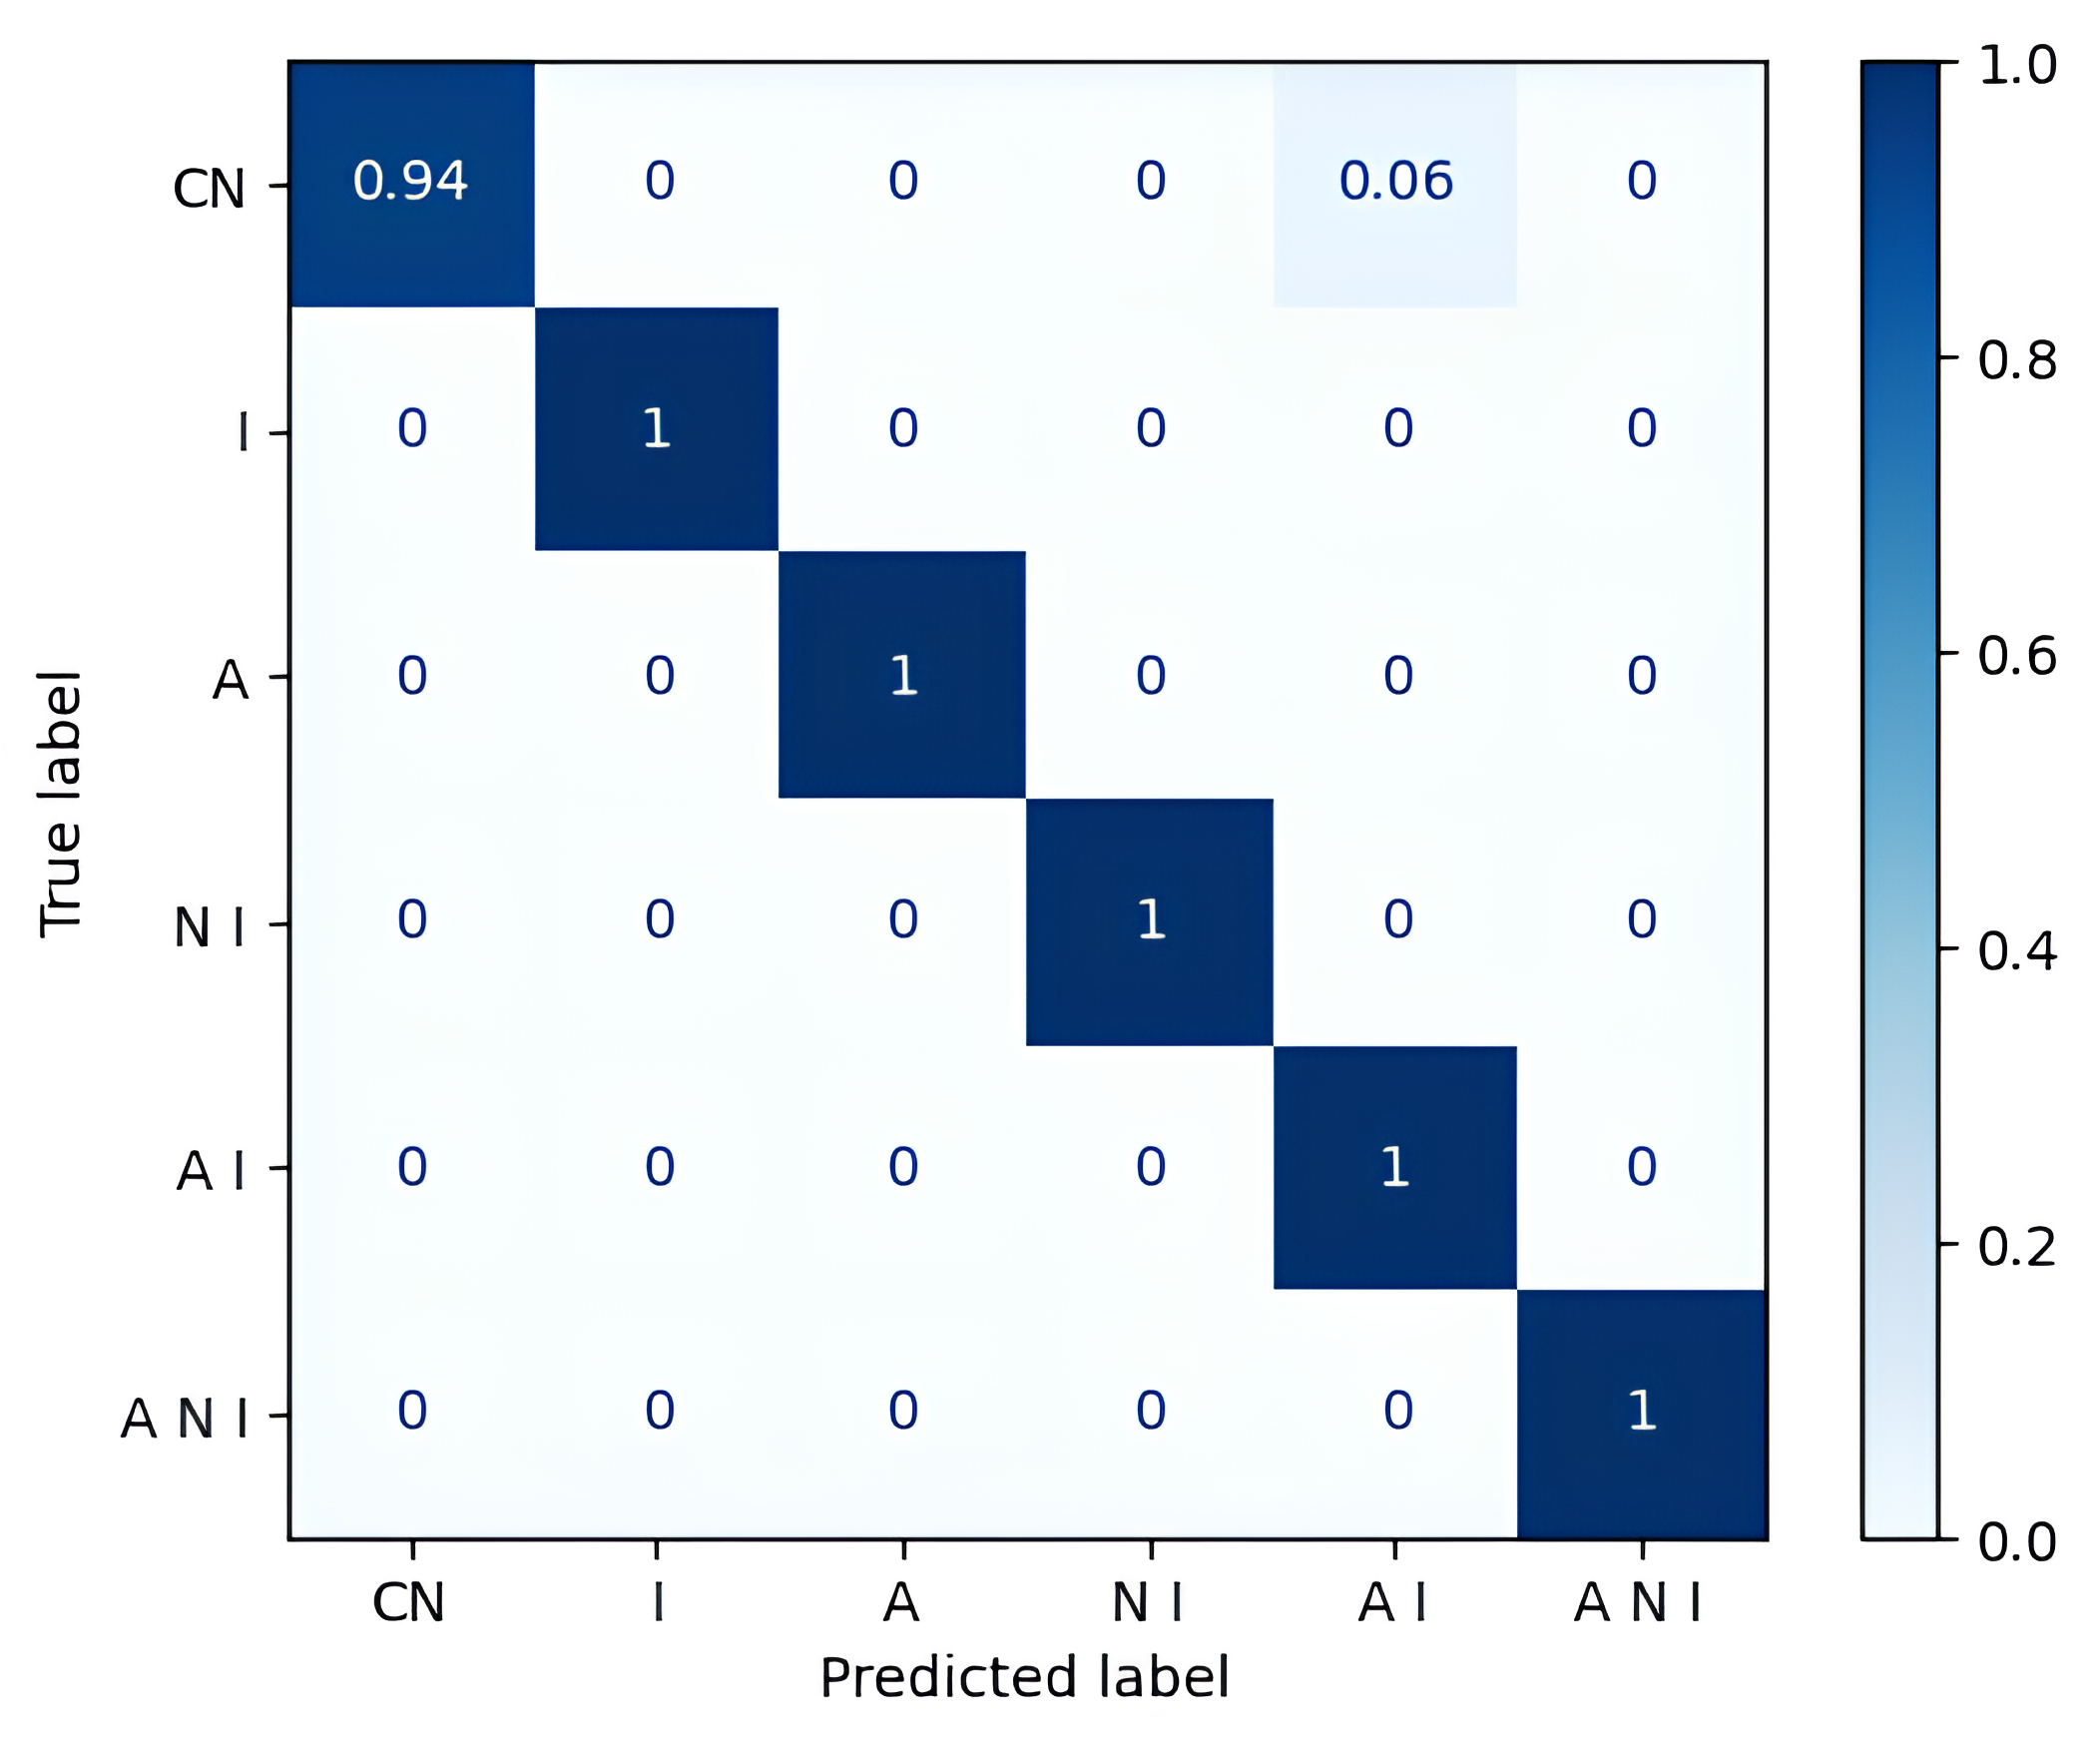 CN 0.94 0 0 0 0.06 0
I 0 1 0 0 0 0
A 0 0 1 0 0 0
N I 0 0 0 1 0 0
A I 0 0 0 0 1 0
A N I 0 0 0 0 0 1
CN I A N I A I A N I
True label
Predicted label
1.0
0.8
0.6
0.4
0.2
0.0